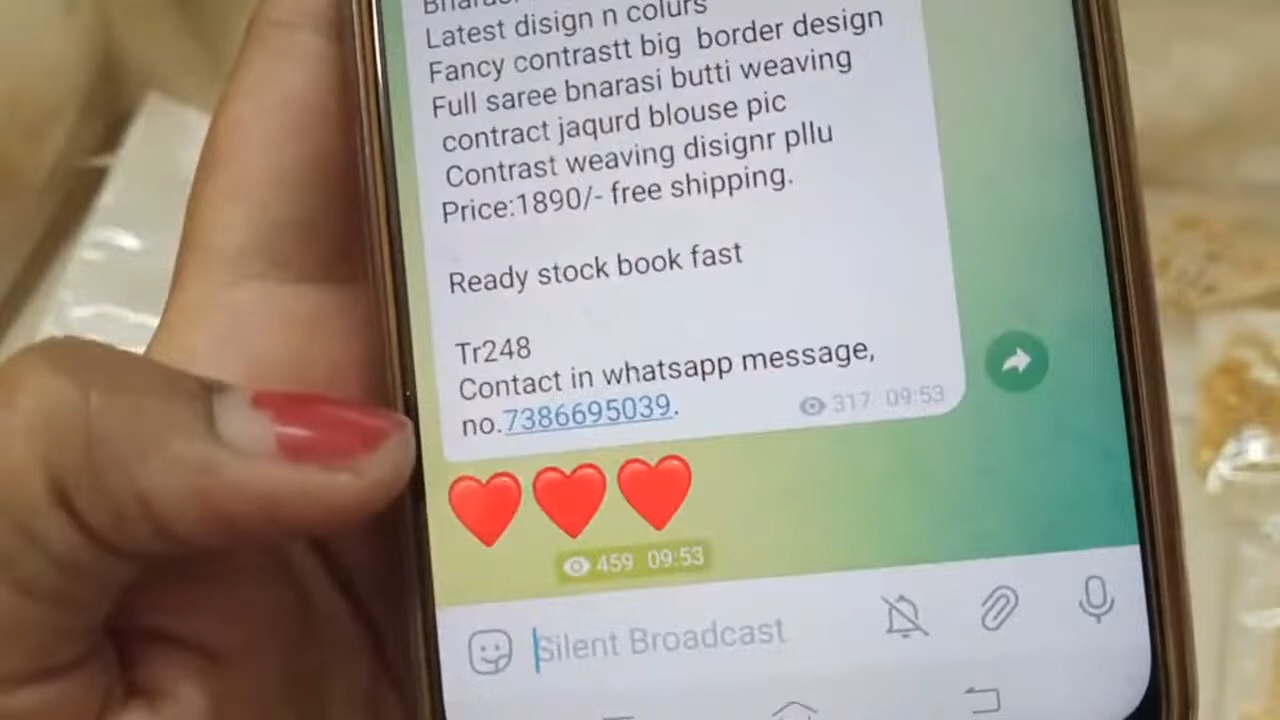 Latest disign n colurs
Fancy contrastt big border design
Full saree bnarasi butti weaving
contract jaqurd blouse pic
Contrast weaving disignr pllu
Price:1890/- free shipping.
Ready stock book fast
Tr248
Contact in whatsapp message,
no.7386695039.
317 09:53
459 09:53
Silent Broadcast